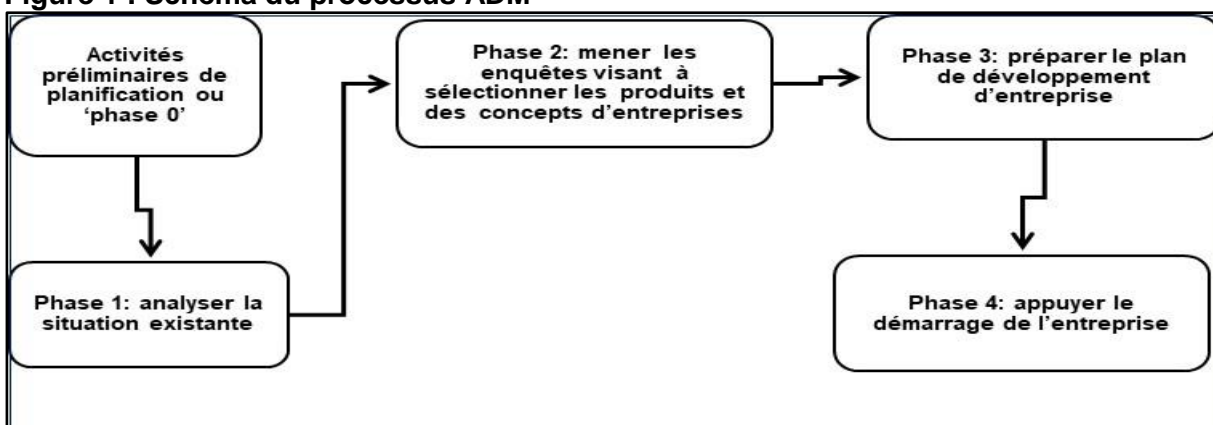 Figure 1 : Schéma du processus ADM
Activités
préliminaires de
planification ou
‘phase 0’
Phase 1: analyser la
situation existante
Phase 2: mener les
enquêtes visant à
sélectionner les produits et
des concepts d’entreprises
Phase 3: préparer le plan
de développement
d’entreprise
Phase 4: appuyer le
démarrage de l’entreprise